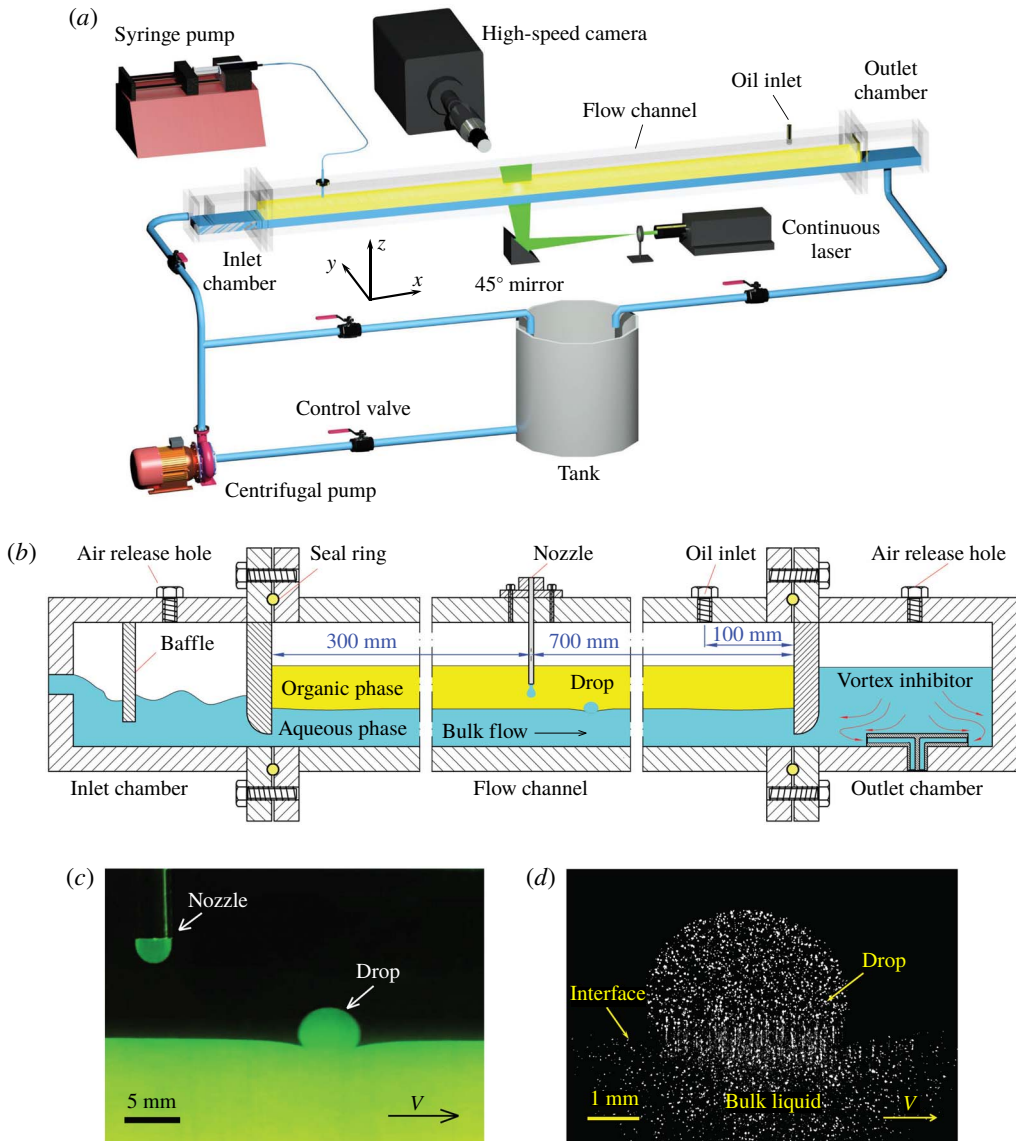 (a)
Syringe pump
High-speed camera
Oil inlet
Outlet
chamber
Flow channel
Inlet
chamber
z
y
x
45° mirror
Continuous
laser
Control valve
Centrifugal pump
Tank
(b)
Air release hole
Seal ring
Nozzle
Oil inlet
Air release hole
Baffle
300 mm
700 mm
100 mm
Organic phase
Drop
Vortex inhibitor
Aqueous phase
Bulk flow
Inlet chamber
Flow channel
Outlet chamber
(c)
Nozzle
Drop
5 mm
V
(d)
Drop
Interface
1 mm
Bulk liquid
V